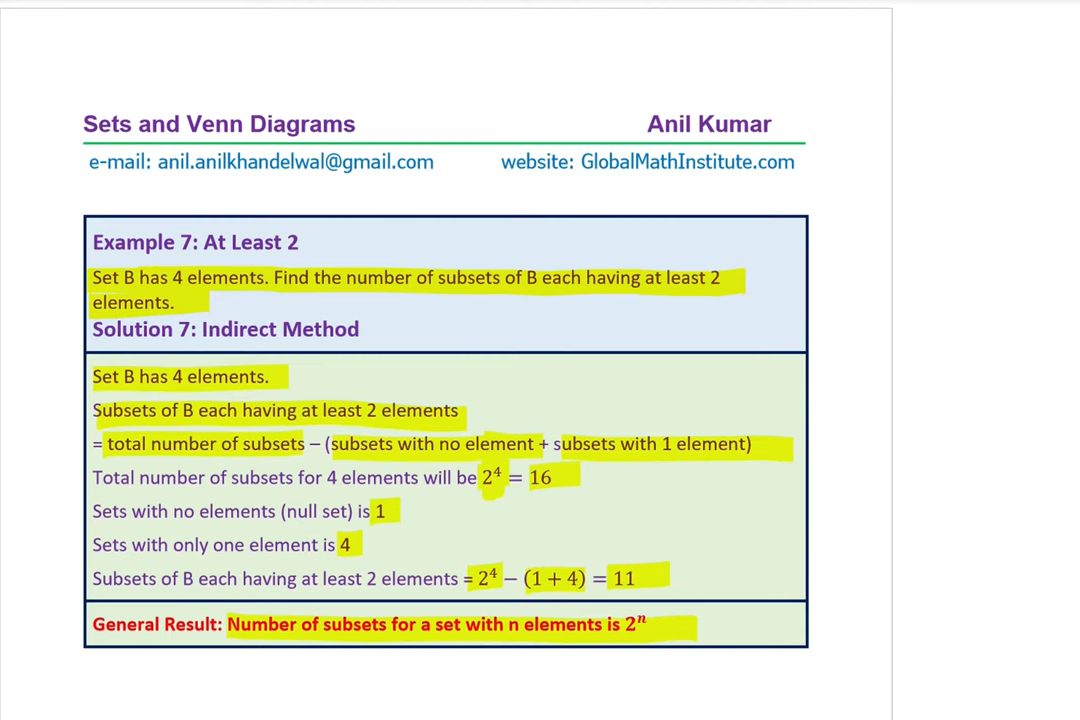 Sets and Venn Diagrams Anil Kumar
e-mail: anil.anilkhandelwal@gmail.com website: GlobalMathInstitute.com
Example 7: At Least 2
Set B has 4 elements. Find the number of subsets of B each having at least 2
elements.
Solution 7: Indirect Method
Set B has 4 elements.
Subsets of B each having at least 2 elements
= total number of subsets – (subsets with no element + subsets with 1 element)
Total number of subsets for 4 elements will be 2⁴ = 16
Sets with no elements (null set) is 1
Sets with only one element is 4
Subsets of B each having at least 2 elements = 2⁴ – (1 + 4) = 11
General Result: Number of subsets for a set with n elements is 2ⁿ